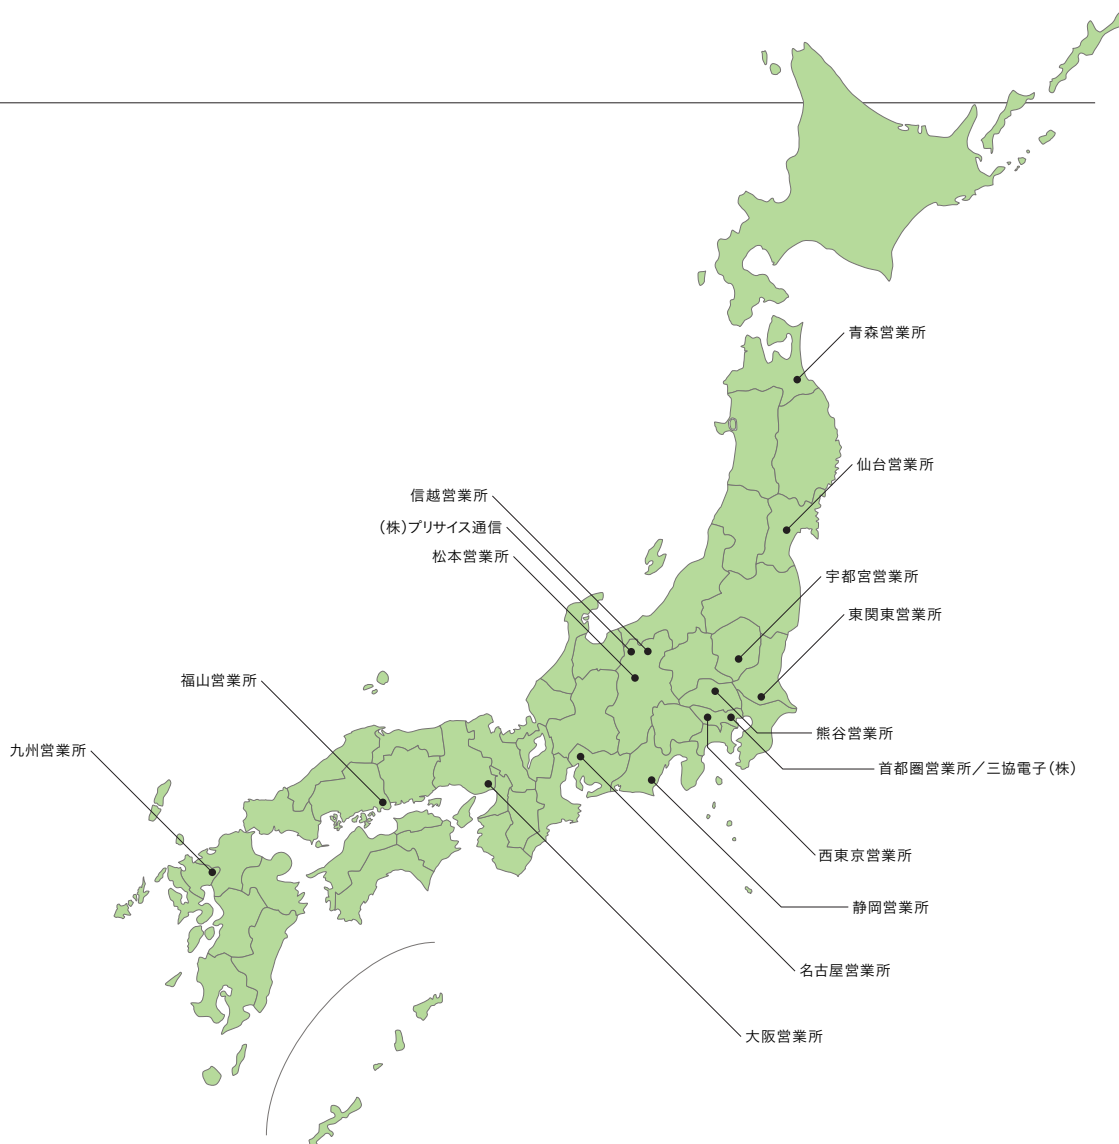 青森営業所
仙台営業所
信越営業所
(株)プリサイス通信
松本営業所
宇都宮営業所
東関東営業所
福山営業所
熊谷営業所
九州営業所
首都圏営業所／三協電子(株)
西東京営業所
静岡営業所
名古屋営業所
大阪営業所